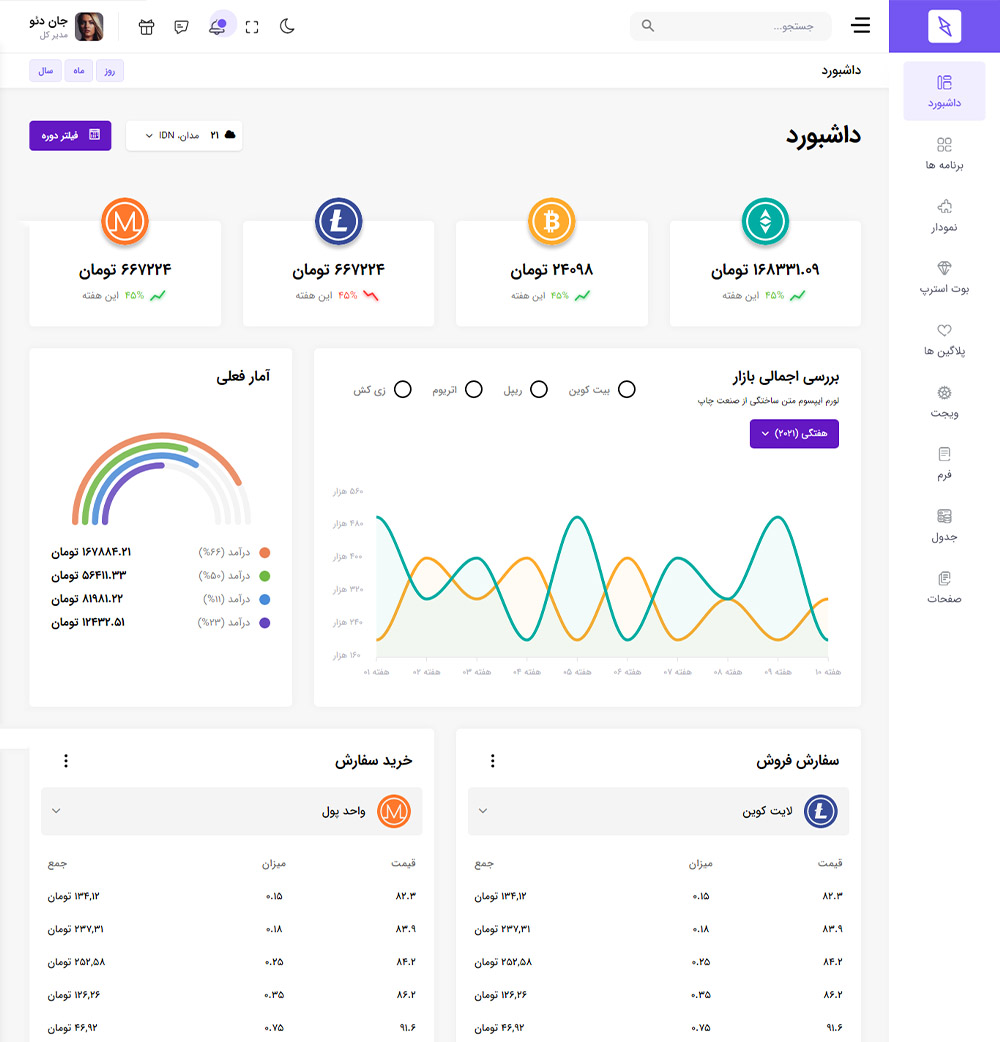 جستجو...
جان دئو
مدیر کل
داشبورد
روز
ماه
سال
داشبورد
برنامه ها
نمودار
بوت استرپ
پلاگین ها
ویجت
فرم
جدول
صفحات
داشبورد
۲۱ مدان، IDN
فیلتر دوره
۱۶۸۳۳۱.۰۹ تومان
۴۵% این هفته
۲۴۰۹۸ تومان
۴۵% این هفته
۶۶۷۲۲۴ تومان
۴۵% این هفته
۶۶۷۲۲۴ تومان
۴۵% این هفته
بررسی اجمالی بازار
لورم ایپسوم متن ساختگی از صنعت چاپ
بیت کوین
ریپل
اتریوم
زی کش
هفتگی (۲۰۲۱)
۵۶۰ هزار
۴۸۰ هزار
۴۰۰ هزار
۳۲۰ هزار
۲۴۰ هزار
۱۶۰ هزار
هفته ۰۱
هفته ۰۲
هفته ۰۳
هفته ۰۴
هفته ۰۵
هفته ۰۶
هفته ۰۷
هفته ۰۸
هفته ۰۹
هفته ۱۰
آمار فعلی
درآمد (۶۶%) ۱۶۷۸۸۴.۲۱ تومان
درآمد (۵۰%) ۵۶۴۱۱.۳۳ تومان
درآمد (۱۱%) ۸۱۹۸۱.۲۲ تومان
درآمد (۲۳%) ۱۲۴۳۲.۵۱ تومان
سفارش فروش
لایت کوین
قیمت میزان جمع
۸۲.۳ ۰.۱۵ ۱۳۴,۱۲ تومان
۸۳.۹ ۰.۱۸ ۲۳۷,۳۱ تومان
۸۴.۲ ۰.۲۵ ۲۵۲,۵۸ تومان
۸۶.۲ ۰.۳۵ ۱۲۶,۲۶ تومان
۹۱.۶ ۰.۷۵ ۴۶,۹۲ تومان
خرید سفارش
واحد پول
قیمت میزان جمع
۸۲.۳ ۰.۱۵ ۱۳۴,۱۲ تومان
۸۳.۹ ۰.۱۸ ۲۳۷,۳۱ تومان
۸۴.۲ ۰.۲۵ ۲۵۲,۵۸ تومان
۸۶.۲ ۰.۳۵ ۱۲۶,۲۶ تومان
۹۱.۶ ۰.۷۵ ۴۶,۹۲ تومان